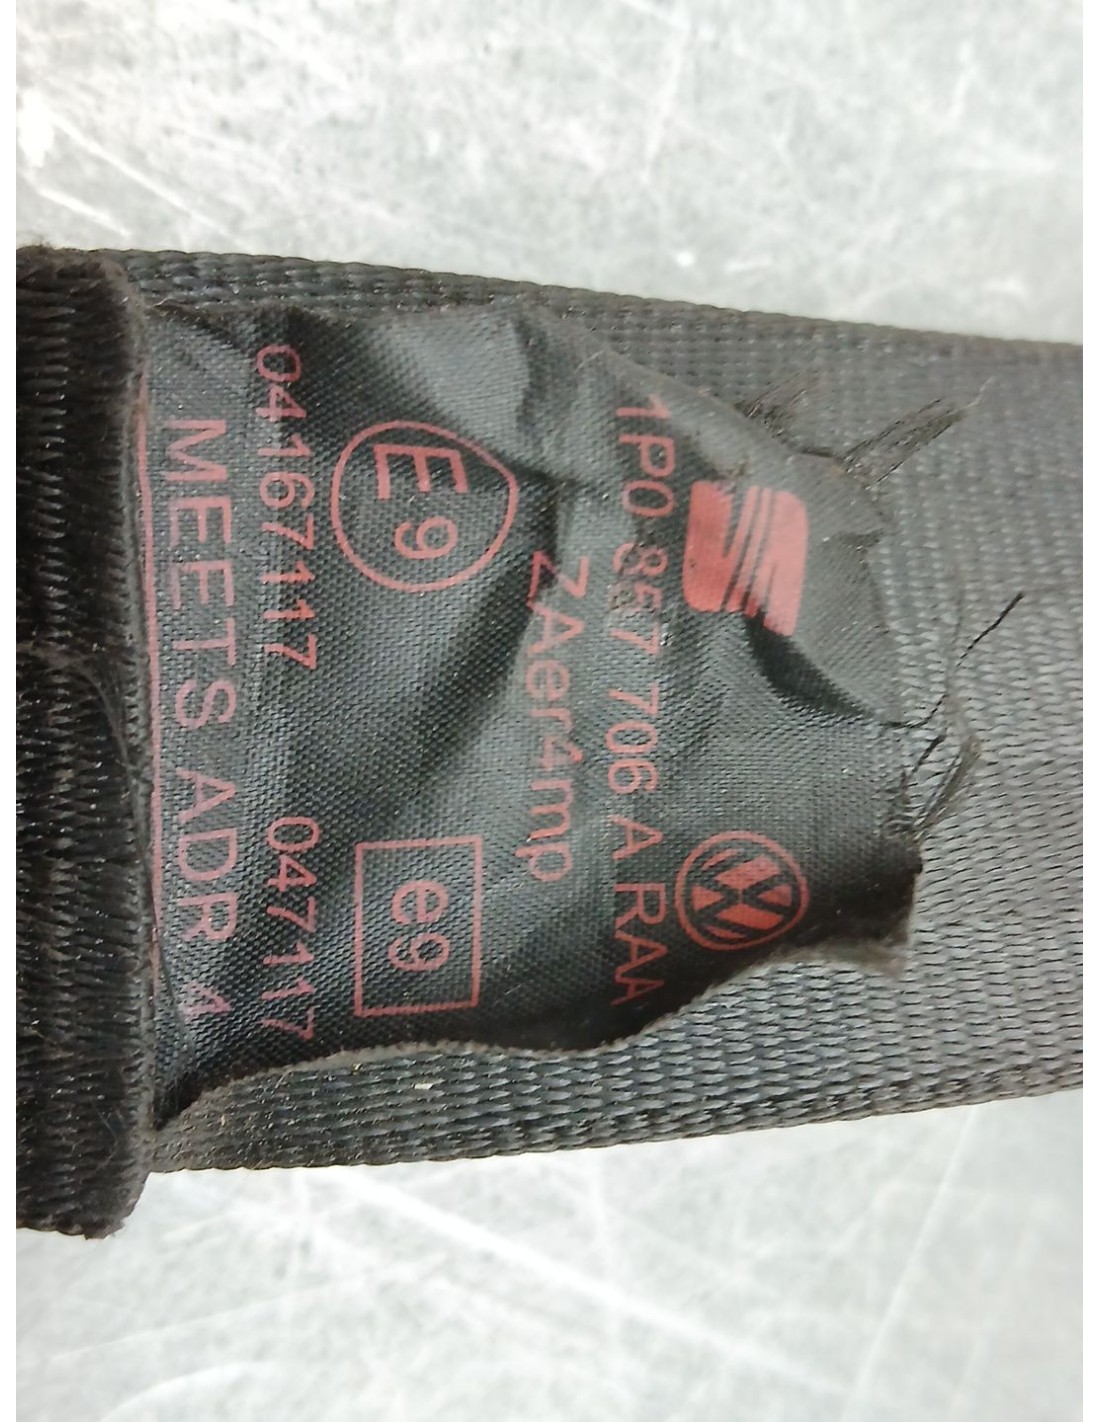 1P0 857 706 A RAA
ZAer4mp
E9 e9
04167117 047117
MEETS ADR 4